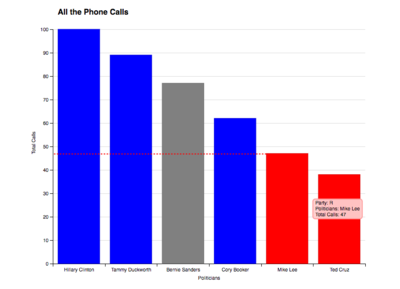 All the Phone Calls
100
90
80
70
60
50
40
30
20
10
0
Total Calls
Party: R
Politicians: Mike Lee
Total Calls: 47
Hillary Clinton
Tammy Duckworth
Bernie Sanders
Cory Booker
Mike Lee
Ted Cruz
Politicians